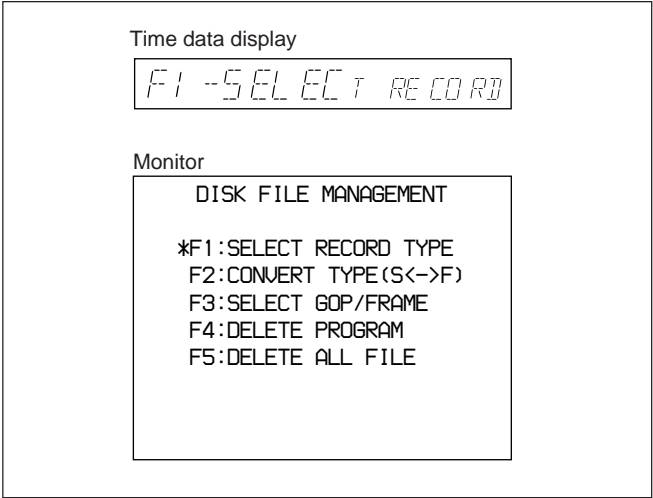 Time data display
F1 -SELECT RECORD
Monitor
DISK FILE MANAGEMENT
*F1:SELECT RECORD TYPE
F2:CONVERT TYPE(S<->F)
F3:SELECT GOP/FRAME
F4:DELETE PROGRAM
F5:DELETE ALL FILE